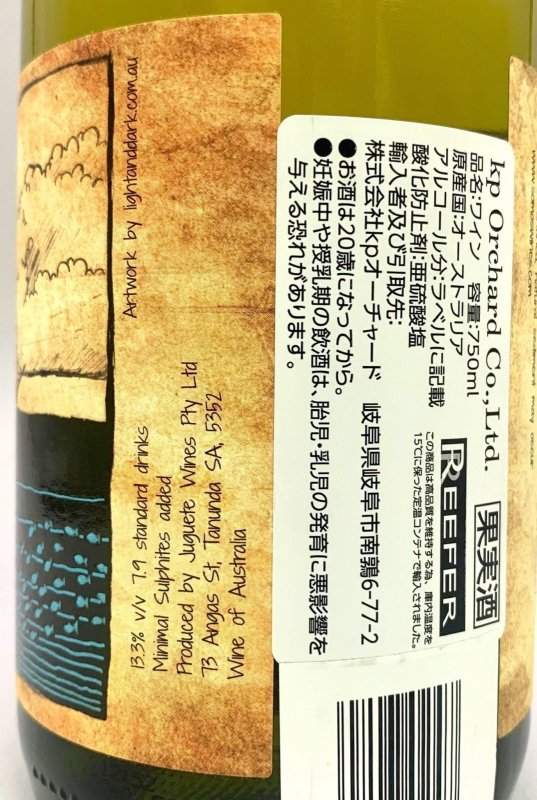 Artwork by lightanddark.com.au
13.3% v/v 7.9 standard drinks
Minimal Sulphites added
Produced by Juguete Wines Pty Ltd
73 Angas St, Tanunda SA, 5352
Wine of Australia
kp Orchard Co.,Ltd.
果実酒
品名:ワイン 容量:750ml
原産国:オーストラリア
アルコール分:ラベルに記載
酸化防止剤:亜硫酸塩
輸入者及び引取先:
株式会社kpオーチャード 岐阜県岐阜市南鶉6-77-2
●お酒は20歳になってから。
●妊娠中や授乳期の飲酒は、胎児・乳児の発育に悪影響を
与える恐れがあります。
REEFER
この商品は高品質を維持する為、庫内温度を
15℃に保った定温コンテナで輸入されました。